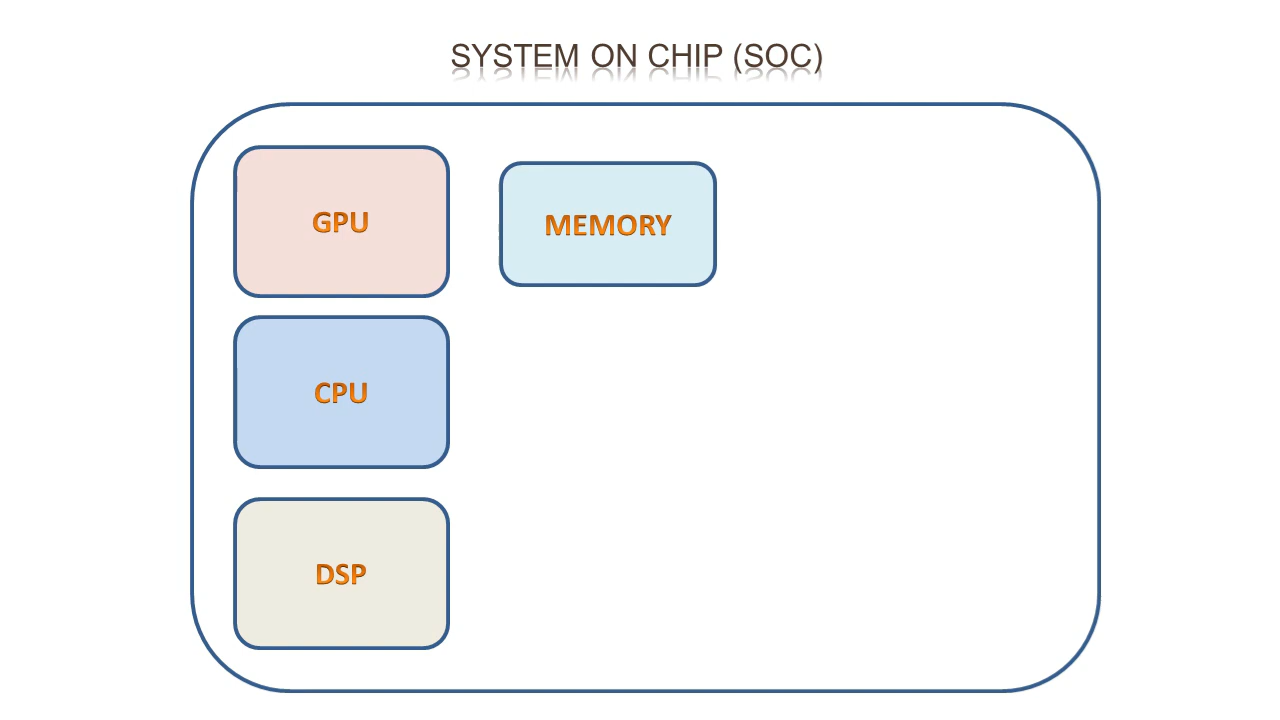 SYSTEM ON CHIP (SOC)
GPU
MEMORY
CPU
DSP